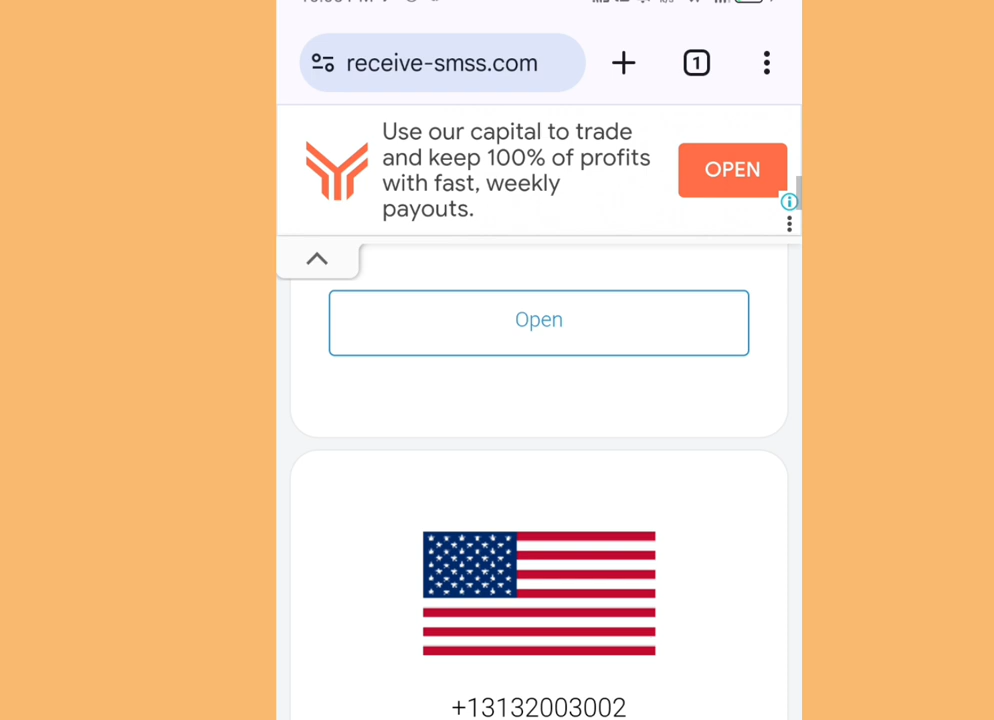 receive-smss.com
1
Use our capital to trade
and keep 100% of profits
with fast, weekly
payouts.
OPEN
Open
+13132003002